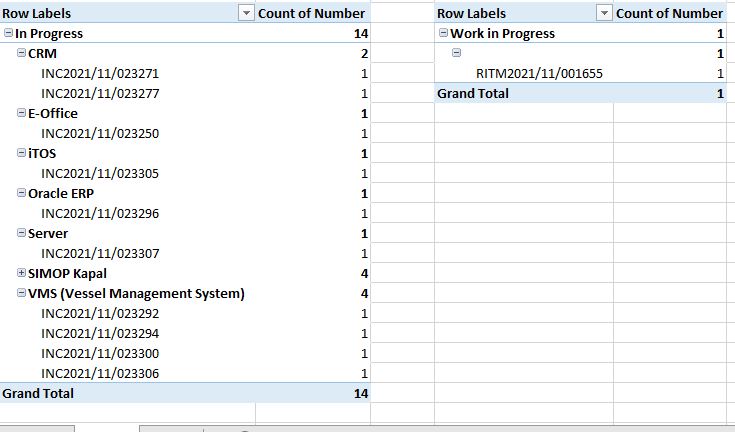 Row Labels Count of Number
In Progress 14
CRM 2
INC2021/11/023271 1
INC2021/11/023277 1
E-Office 1
INC2021/11/023250 1
iTOS 1
INC2021/11/023305 1
Oracle ERP 1
INC2021/11/023296 1
Server 1
INC2021/11/023307 1
SIMOP Kapal 4
VMS (Vessel Management System) 4
INC2021/11/023292 1
INC2021/11/023294 1
INC2021/11/023300 1
INC2021/11/023306 1
Grand Total 14
Row Labels Count of Number
Work in Progress 1
1
RITM2021/11/001655 1
Grand Total 1